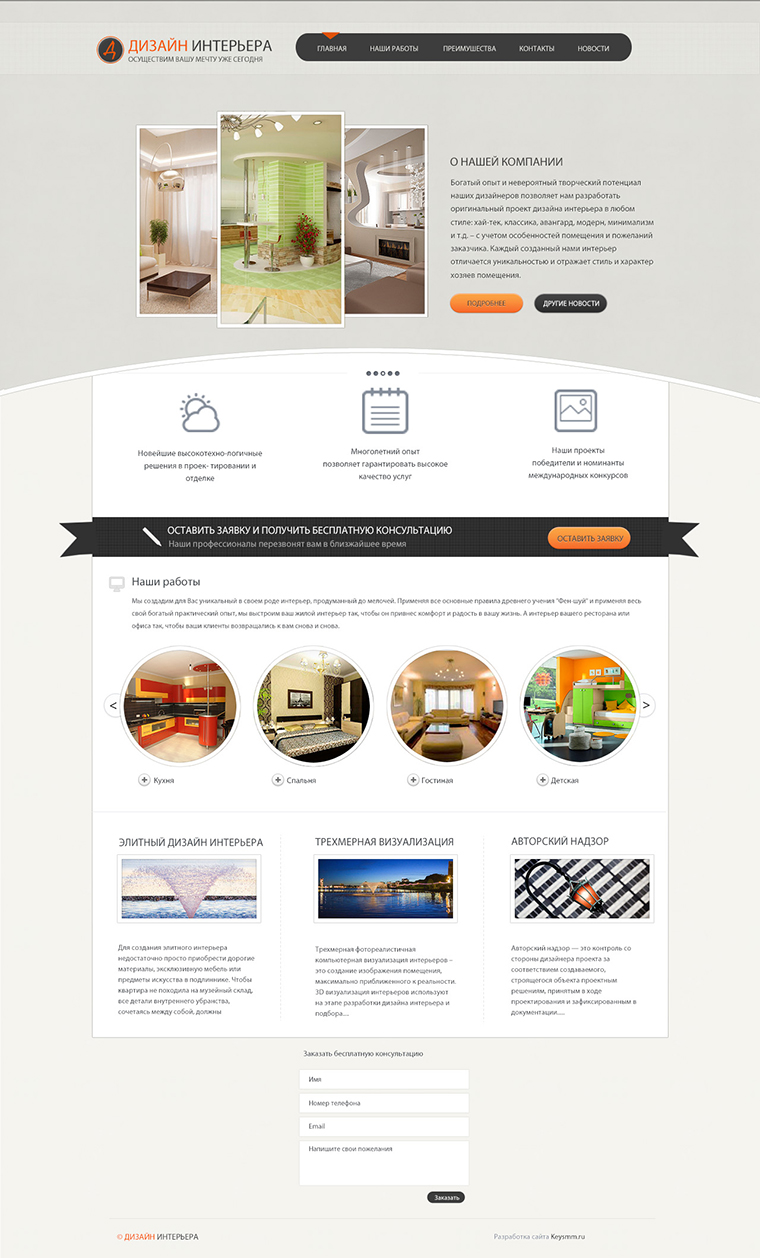 Д ДИЗАЙН ИНТЕРЬЕРА
ОСУЩЕСТВИМ ВАШУ МЕЧТУ УЖЕ СЕГОДНЯ
ГЛАВНАЯ НАШИ РАБОТЫ ПРЕИМУШЕСТВА КОНТАКТЫ НОВОСТИ
О НАШЕЙ КОМПАНИИ
Богатый опыт и невероятный творческий потенциал
наших дизайнеров позволяет нам разработать
оригинальный проект дизайна интерьера в любом
стиле: хай-тек, классика, авангард, модерн, минимализм
и т.д. – с учетом особенностей помещения и пожеланий
заказчика. Каждый созданный нами интерьер
отличается уникальностью и отражает стиль и характер
хозяев помещения.
ПОДРОБНЕЕ ДРУГИЕ НОВОСТИ
Новейшие высокотехно-логичные
решения в проек- тировании и
отделке
Многолетний опыт
позволяет гарантировать высокое
качество услуг
Наши проекты
победители и номинанты
международных конкурсов
ОСТАВИТЬ ЗАЯВКУ И ПОЛУЧИТЬ БЕСПЛАТНУЮ КОНСУЛЬТАЦИЮ
Наши профессионалы перезвонят вам в ближайшее время
ОСТАВИТЬ ЗАЯВКУ
Наши работы
Мы создадим для Вас уникальный в своем роде интерьер, продуманный до мелочей. Применяя все основные правила древнего учения "Фен-шуй" и применяя весь
свой богатый практический опыт, мы выстроим ваш жилой интерьер так, чтобы он привнес комфорт и радость в вашу жизнь. А интерьер вашего ресторана или
офиса так, чтобы ваши клиенты возвращались к вам снова и снова.
< >
Кухня Спальня Гостиная Детская
ЭЛИТНЫЙ ДИЗАЙН ИНТЕРЬЕРА
Для создания элитного интерьера
недостаточно просто приобрести дорогие
материалы, эксклюзивную мебель или
предметы искусства в подлиннике. Чтобы
квартира не походила на музейный склад,
все детали внутреннего убранства,
сочетаясь между собой, должны
ТРЕХМЕРНАЯ ВИЗУАЛИЗАЦИЯ
Трехмерная фотореалистичная
компьютерная визуализация интерьеров –
это создание изображения помещения,
максимально приближенного к реальности.
3D визуализация интерьеров используют
на этапе разработки дизайна интерьера и
подбора....
АВТОРСКИЙ НАДЗОР
Авторский надзор — это контроль со
стороны дизайнера проекта за
соответствием создаваемого,
строящегося объекта проектным
решениям, принятым в ходе
проектирования и зафиксированным в
документации....
Заказать бесплатную консультацию
Имя
Номер телефона
Email
Напишите свои пожелания
Заказать
© ДИЗАЙН ИНТЕРЬЕРА
Разработка сайта Keysmm.ru